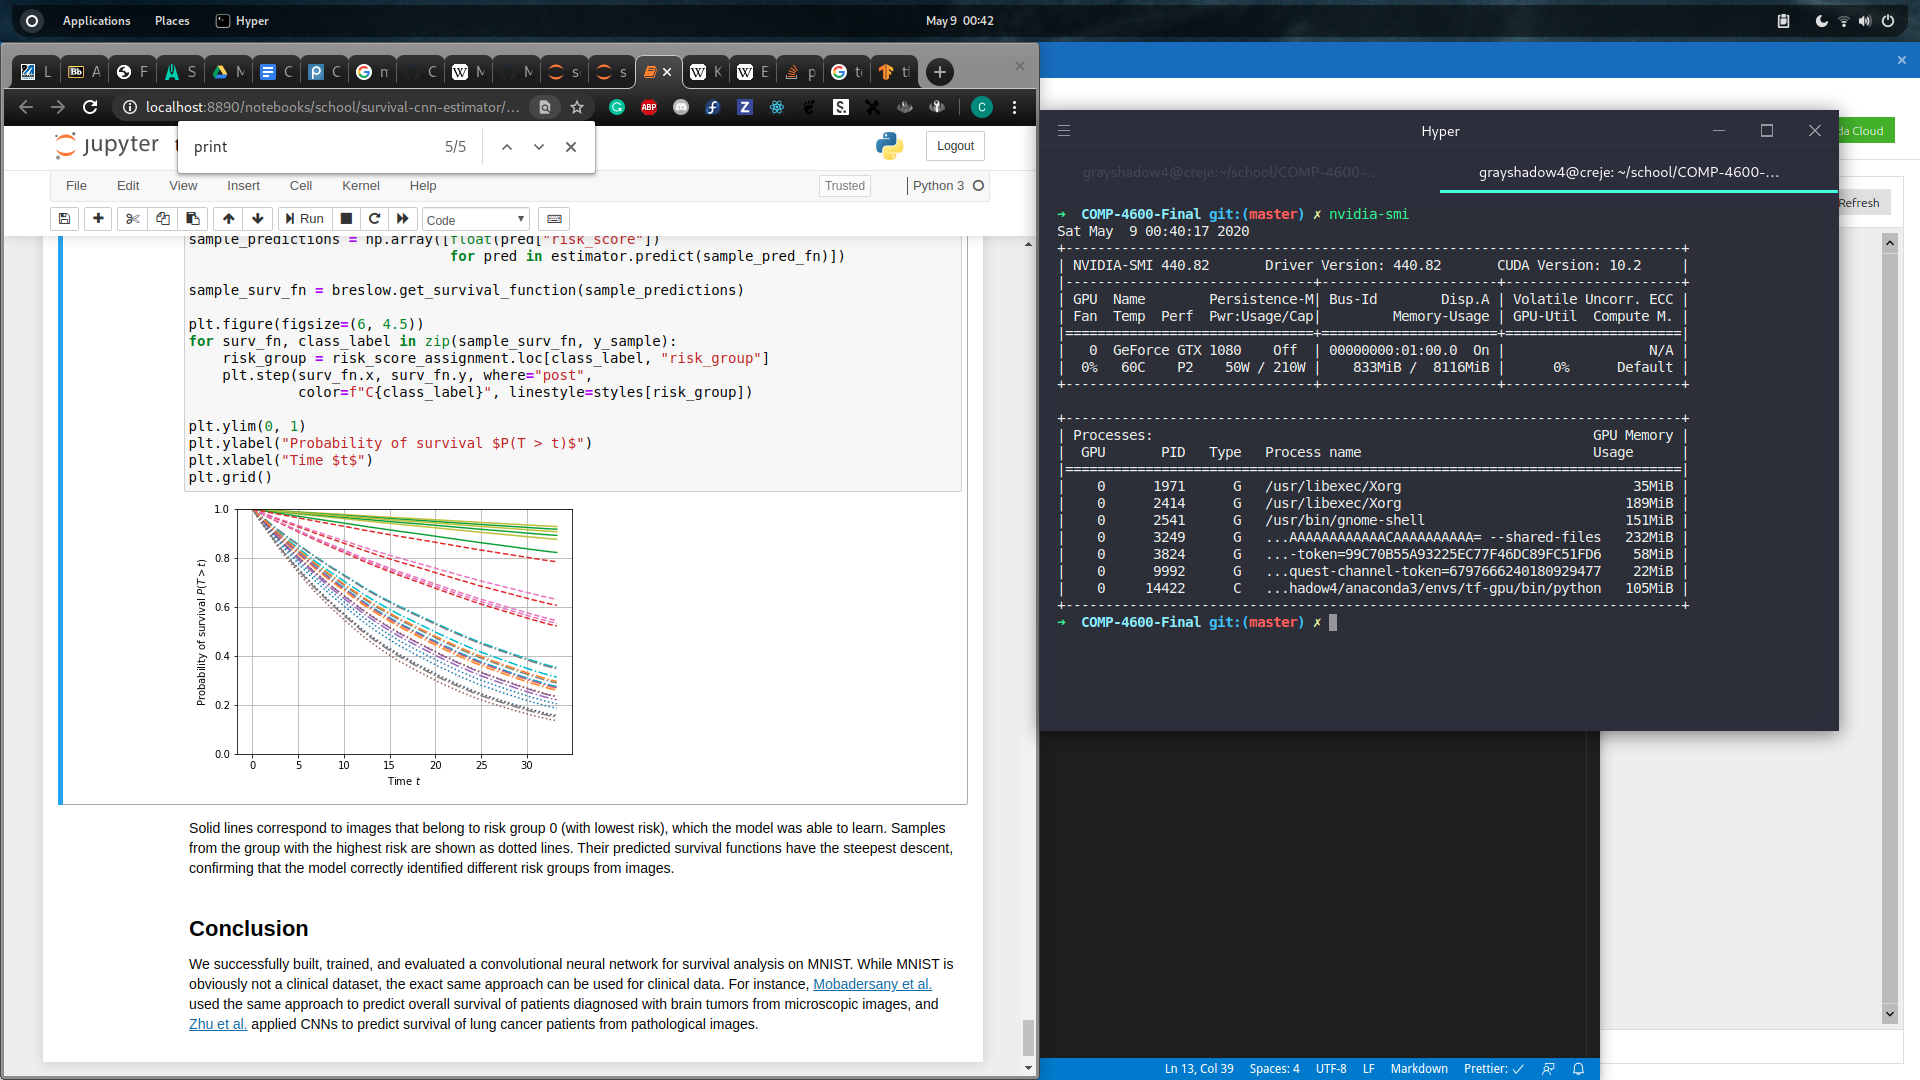 Applications Places Hyper May 9 00:42
L A F S M C C n C M M s s K E p t tl
localhost:8890/notebooks/school/survival-cnn-estimator/...
print 5/5
jupyter
Logout
File Edit View Insert Cell Kernel Help Trusted Python 3
Run Code
sample_predictions = np.array([float(pred["risk_score"])
for pred in estimator.predict(sample_pred_fn)])
sample_surv_fn = breslow.get_survival_function(sample_predictions)
plt.figure(figsize=(6, 4.5))
for surv_fn, class_label in zip(sample_surv_fn, y_sample):
risk_group = risk_score_assignment.loc[class_label, "risk_group"]
plt.step(surv_fn.x, surv_fn.y, where="post",
color=f"C{class_label}", linestyle=styles[risk_group])
plt.ylim(0, 1)
plt.ylabel("Probability of survival $P(T > t)$")
plt.xlabel("Time $t$")
plt.grid()
1.0
0.8
0.6
0.4
0.2
0.0
Probability of survival P(T > t)
0 5 10 15 20 25 30
Time t
Solid lines correspond to images that belong to risk group 0 (with lowest risk), which the model was able to learn. Samples
from the group with the highest risk are shown as dotted lines. Their predicted survival functions have the steepest descent,
confirming that the model correctly identified different risk groups from images.
Conclusion
We successfully built, trained, and evaluated a convolutional neural network for survival analysis on MNIST. While MNIST is
obviously not a clinical dataset, the exact same approach can be used for clinical data. For instance, Mobadersany et al.
used the same approach to predict overall survival of patients diagnosed with brain tumors from microscopic images, and
Zhu et al. applied CNNs to predict survival of lung cancer patients from pathological images.
Hyper
grayshadow4@creje:~/school/COMP-4600-... grayshadow4@creje: ~/school/COMP-4600-...
➜ COMP-4600-Final git:(master) ✗ nvidia-smi
Sat May 9 00:40:17 2020
+-----------------------------------------------------------------------------+
| NVIDIA-SMI 440.82 Driver Version: 440.82 CUDA Version: 10.2 |
|-------------------------------+----------------------+----------------------+
| GPU Name Persistence-M| Bus-Id Disp.A | Volatile Uncorr. ECC |
| Fan Temp Perf Pwr:Usage/Cap| Memory-Usage | GPU-Util Compute M. |
|===============================+======================+======================|
| 0 GeForce GTX 1080 Off | 00000000:01:00.0 On | N/A |
| 0% 60C P2 50W / 210W | 833MiB / 8116MiB | 0% Default |
+-------------------------------+----------------------+----------------------+
+-----------------------------------------------------------------------------+
| Processes: GPU Memory |
| GPU PID Type Process name Usage |
|=============================================================================|
| 0 1971 G /usr/libexec/Xorg 35MiB |
| 0 2414 G /usr/libexec/Xorg 189MiB |
| 0 2541 G /usr/bin/gnome-shell 151MiB |
| 0 3249 G ...AAAAAAAAAAAACAAAAAAAAAA= --shared-files 232MiB |
| 0 3824 G ...-token=99C70B55A93225EC77F46DC89FC51FD6 58MiB |
| 0 9992 G ...quest-channel-token=6797666240180929477 22MiB |
| 0 14422 C ...hadow4/anaconda3/envs/tf-gpu/bin/python 105MiB |
+-----------------------------------------------------------------------------+
➜ COMP-4600-Final git:(master) ✗
da Cloud
Refresh
Ln 13, Col 39 Spaces: 4 UTF-8 LF Markdown Prettier: ✓